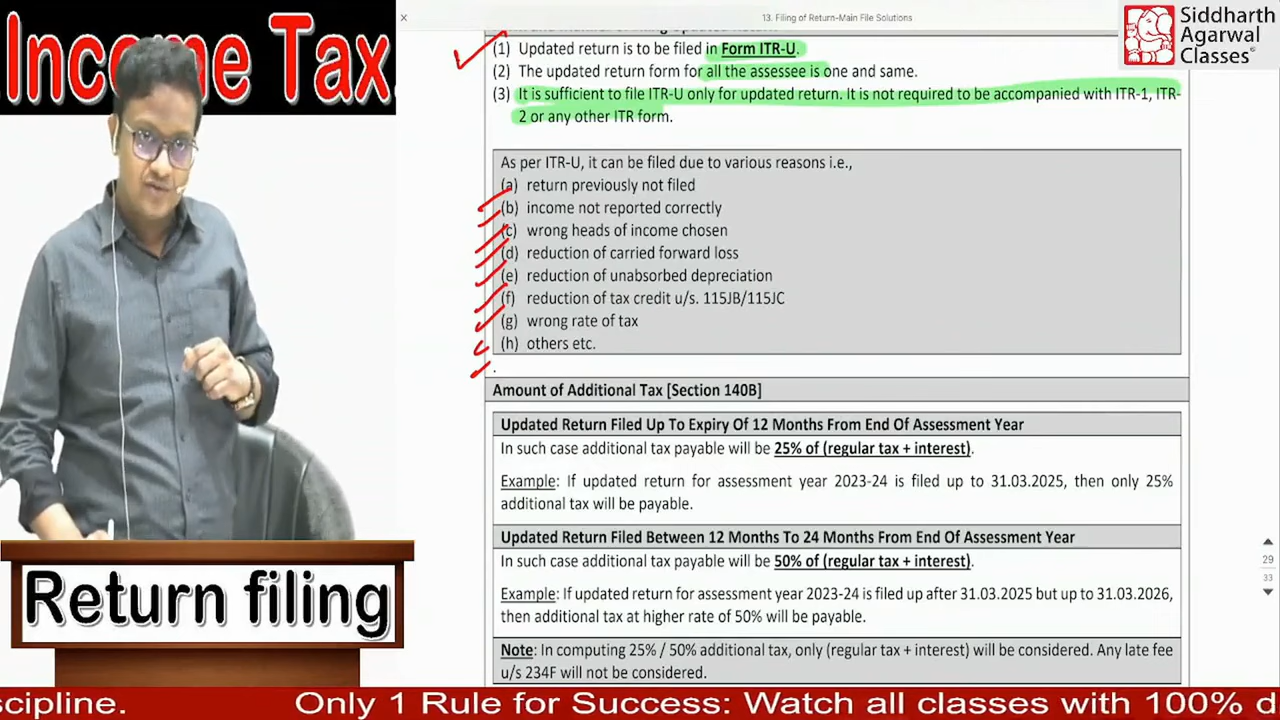 Income Tax.
13. Filing of Return-Main File Solutions
Siddharth
Agarwal
Classes
(1) Updated return is to be filed in Form ITR-U.
(2) The updated return form for all the assessee is one and same.
(3) It is sufficient to file ITR-U only for updated return. It is not required to be accompanied with ITR-1, ITR-
2 or any other ITR form.
As per ITR-U, it can be filed due to various reasons i.e.,
(a) return previously not filed
(b) income not reported correctly
(c) wrong heads of income chosen
(d) reduction of carried forward loss
(e) reduction of unabsorbed depreciation
(f) reduction of tax credit u/s. 115JB/115JC
(g) wrong rate of tax
(h) others etc.
.
Amount of Additional Tax [Section 140B]
Updated Return Filed Up To Expiry Of 12 Months From End Of Assessment Year
In such case additional tax payable will be 25% of (regular tax + interest).
Example: If updated return for assessment year 2023-24 is filed up to 31.03.2025, then only 25%
additional tax will be payable.
Updated Return Filed Between 12 Months To 24 Months From End Of Assessment Year
In such case additional tax payable will be 50% of (regular tax + interest).
Example: If updated return for assessment year 2023-24 is filed up after 31.03.2025 but up to 31.03.2026,
then additional tax at higher rate of 50% will be payable.
Note: In computing 25% / 50% additional tax, only (regular tax + interest) will be considered. Any late fee
u/s 234F will not be considered.
29
33
Return filing
scipline. Only 1 Rule for Success: Watch all classes with 100% d